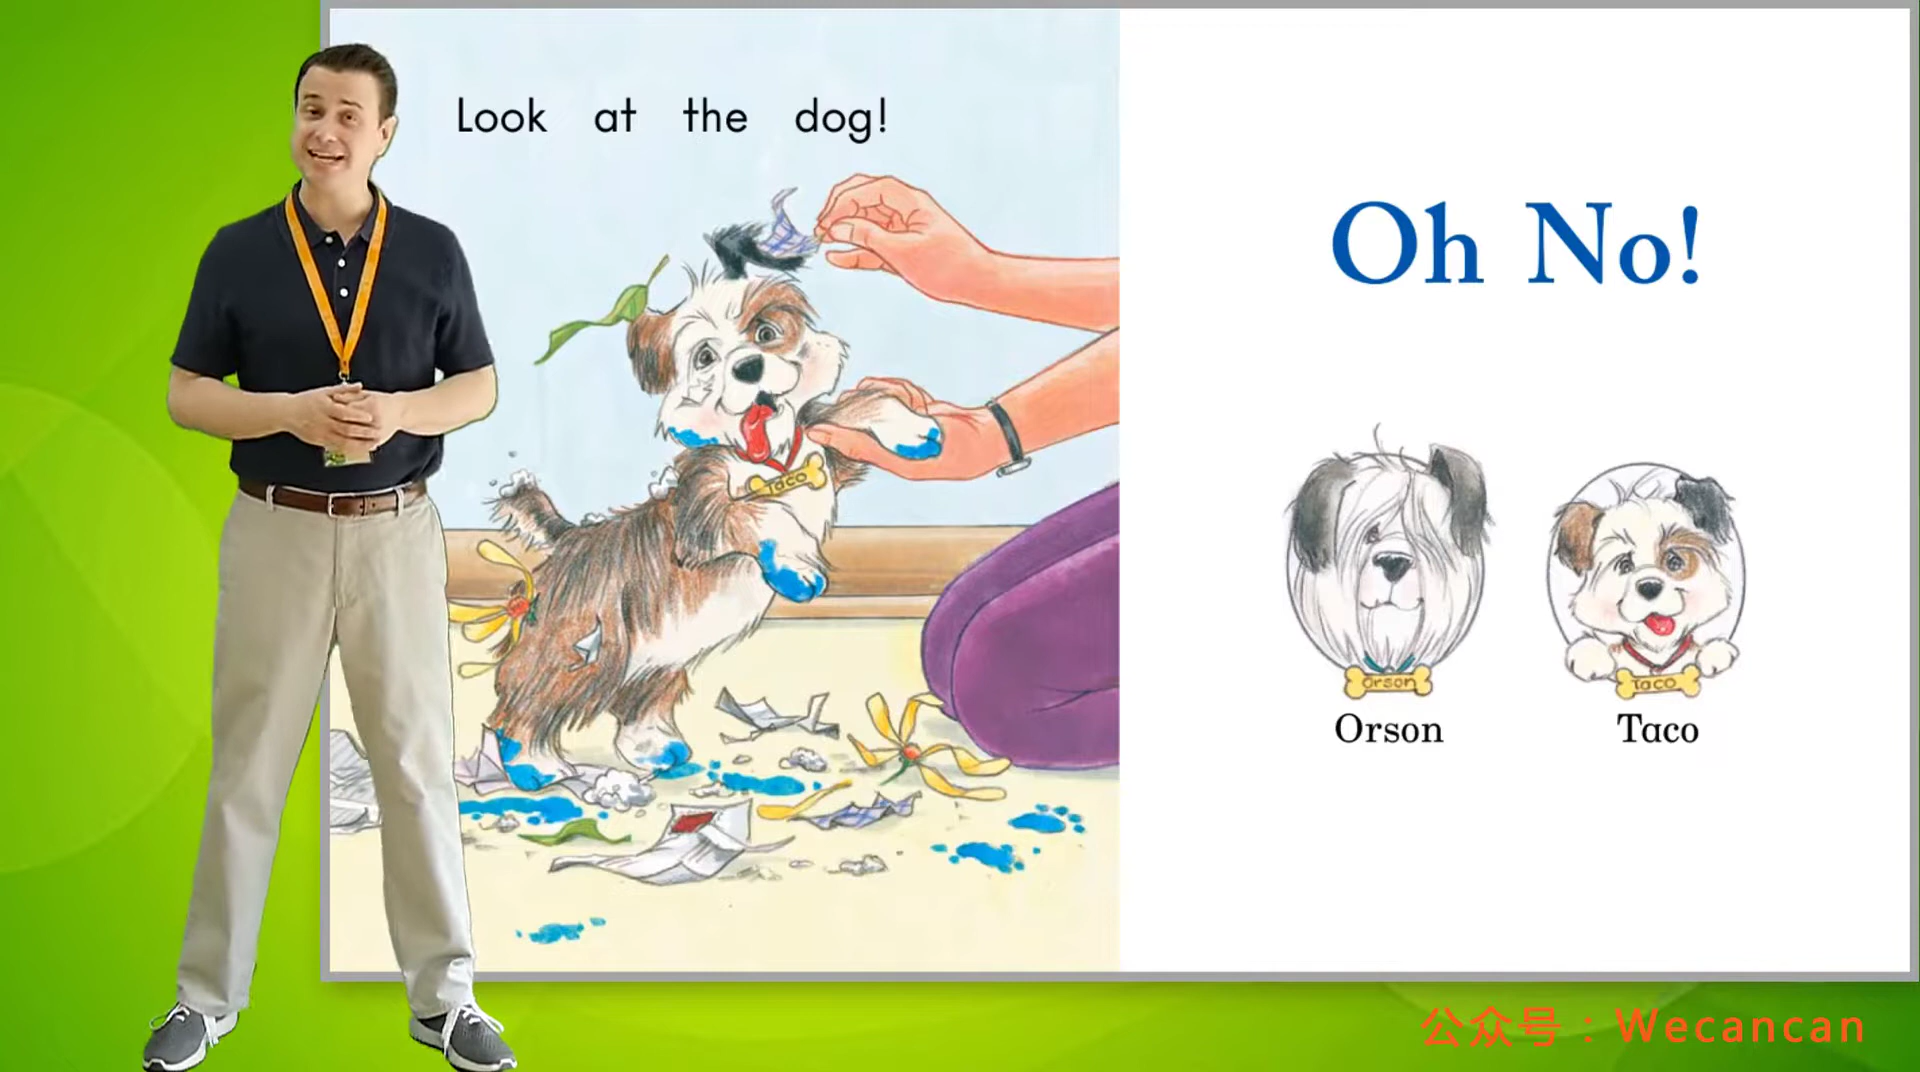 Look at the dog!
Taco
Oh No!
Orson
Taco
Orson
Taco
公众号：Wecancan